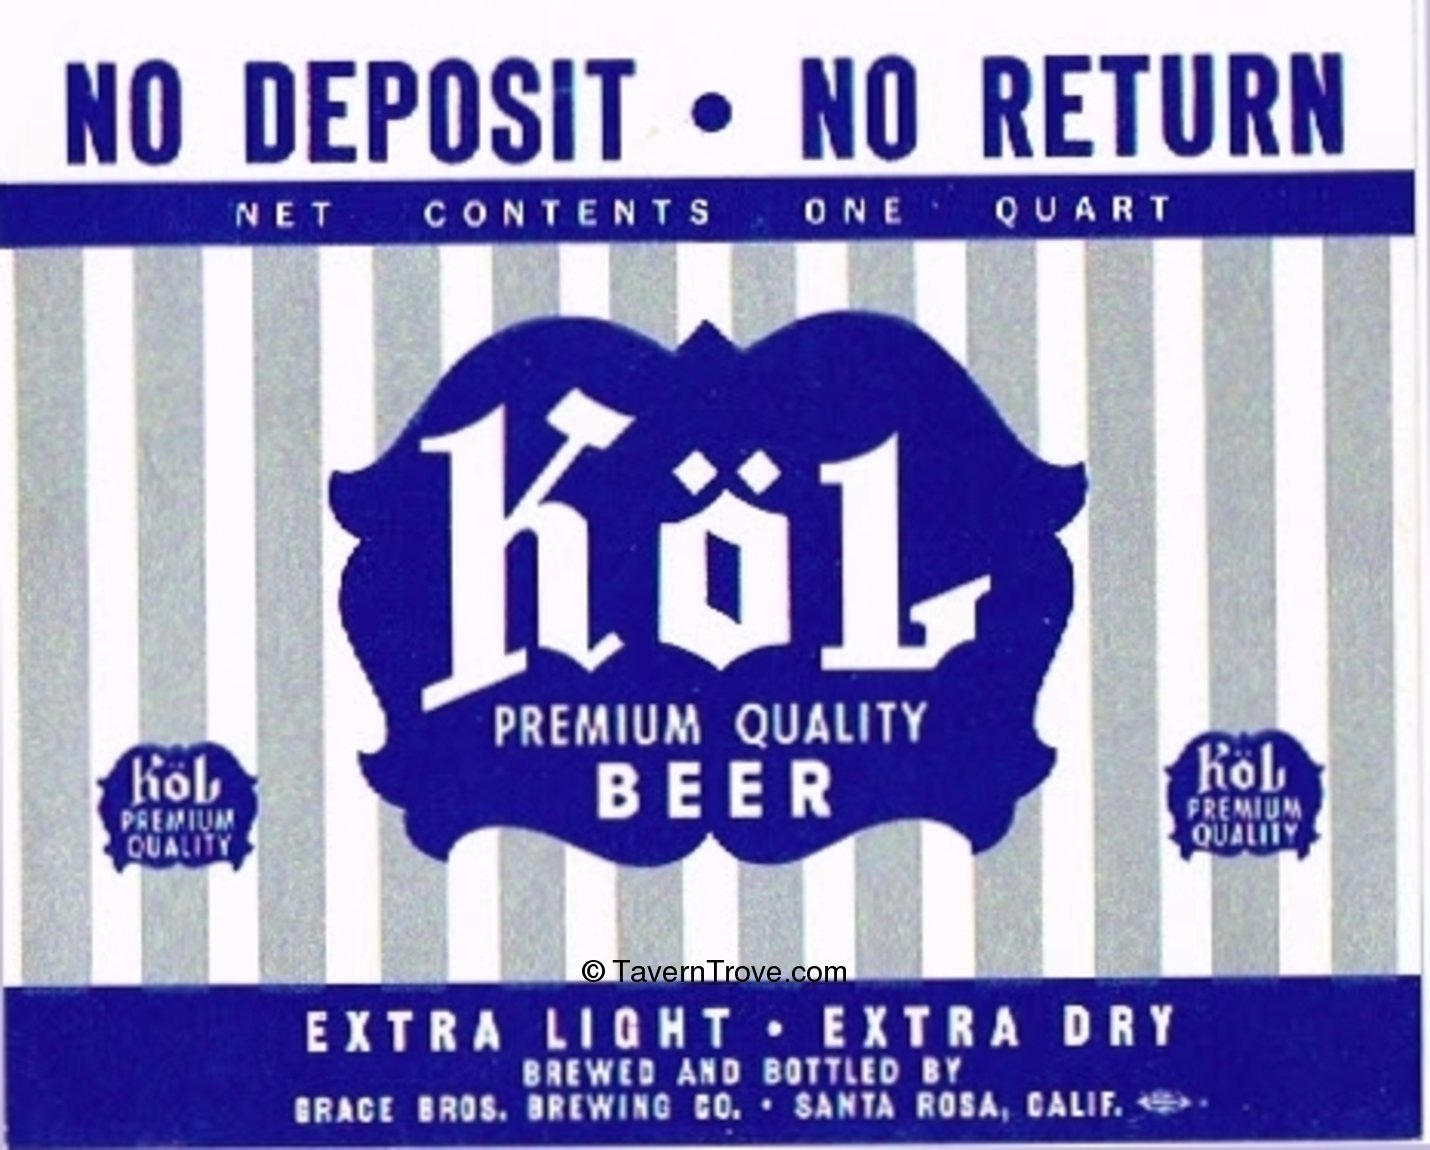 NO DEPOSIT • NO RETURN
NET CONTENTS ONE QUART
KöL
PREMIUM QUALITY
BEER
KöL
PREMIUM
QUALITY
KöL
PREMIUM
QUALITY
© TavernTrove.com
EXTRA LIGHT • EXTRA DRY
BREWED AND BOTTLED BY
GRACE BROS. BREWING CO. • SANTA ROSA, CALIF.